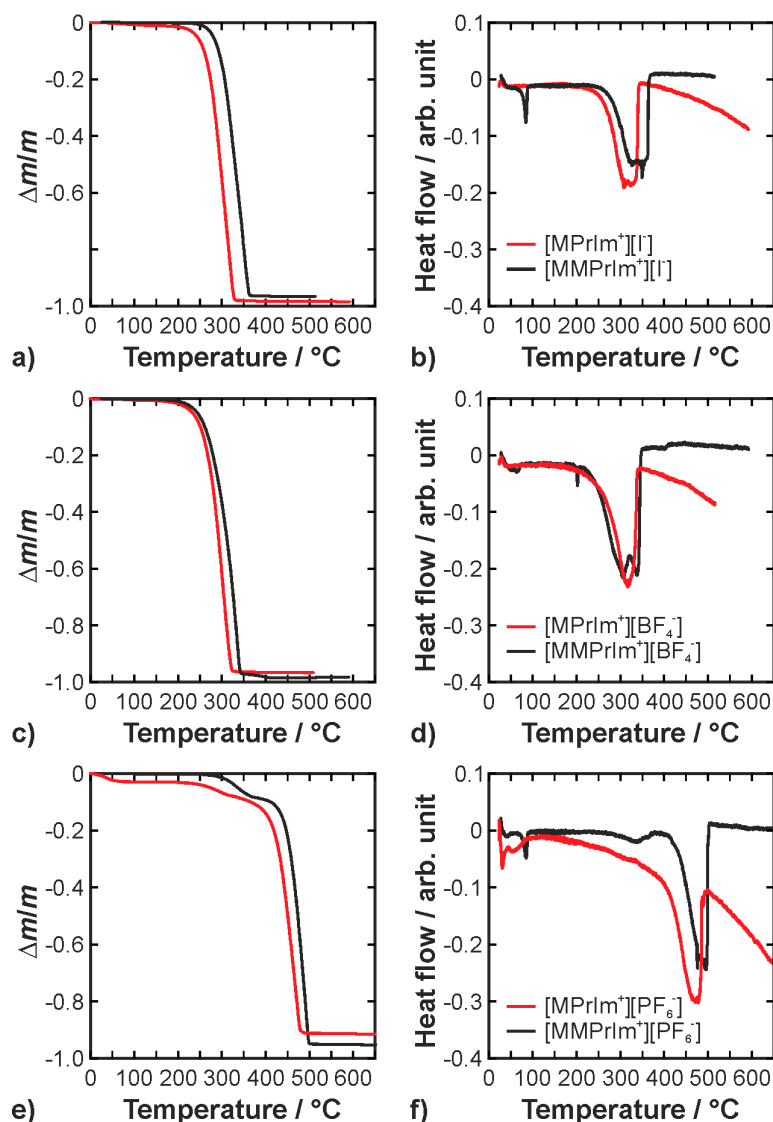 0
-0.2
-0.4
-0.6
-0.8
-1.0
Δm/m
0 100 200 300 400 500 600
Temperature / °C
a)
0.1
0
-0.1
-0.2
-0.3
-0.4
Heat flow / arb. unit
[MPrIm⁺][I⁻]
[MMPrIm⁺][I⁻]
0 100 200 300 400 500 600
Temperature / °C
b)
0
-0.2
-0.4
-0.6
-0.8
-1.0
Δm/m
0 100 200 300 400 500 600
Temperature / °C
c)
0.1
0
-0.1
-0.2
-0.3
-0.4
Heat flow / arb. unit
[MPrIm⁺][BF₄⁻]
[MMPrIm⁺][BF₄⁻]
0 100 200 300 400 500 600
Temperature / °C
d)
0
-0.2
-0.4
-0.6
-0.8
-1.0
Δm/m
0 100 200 300 400 500 600
Temperature / °C
e)
0.1
0
-0.1
-0.2
-0.3
-0.4
Heat flow / arb. unit
[MPrIm⁺][PF₆⁻]
[MMPrIm⁺][PF₆⁻]
0 100 200 300 400 500 600
Temperature / °C
f)